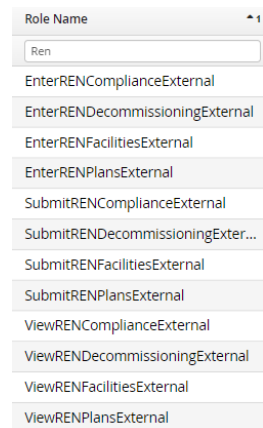 Role Name 1
Ren
EnterRENComplianceExternal
EnterRENDecommissioningExternal
EnterRENFacilitiesExternal
EnterRENPlansExternal
SubmitRENComplianceExternal
SubmitRENDecommissioningExter...
SubmitRENFacilitiesExternal
SubmitRENPlansExternal
ViewRENComplianceExternal
ViewRENDecommissioningExternal
ViewRENFacilitiesExternal
ViewRENPlansExternal